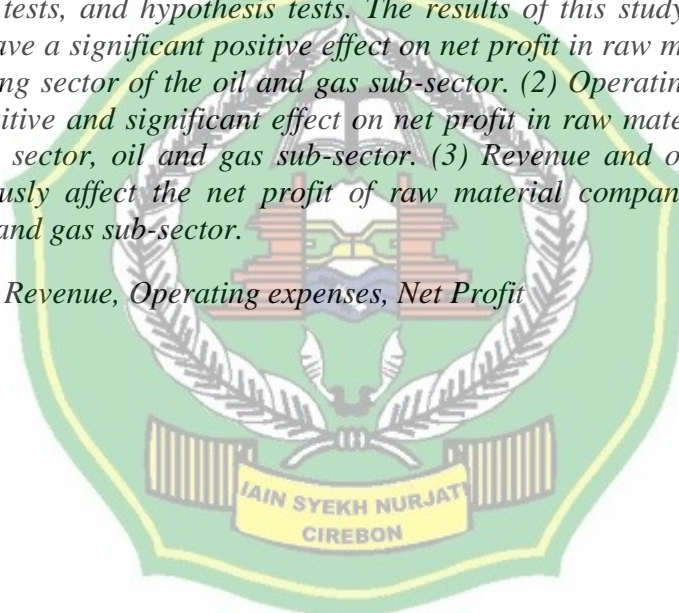 tests, and hypothesis tests. The results of this study
ave a significant positive effect on net profit in raw m
ng sector of the oil and gas sub-sector. (2) Operatin
itive and significant effect on net profit in raw mate
sector, oil and gas sub-sector. (3) Revenue and o
usly affect the net profit of raw material compan
and gas sub-sector.
Revenue, Operating expenses, Net Profit
IAIN SYEKH NURJATI
CIREBON